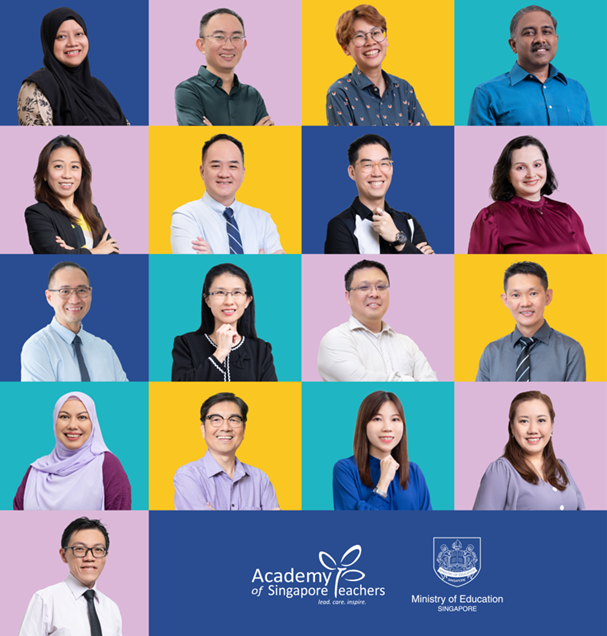 Academy
of Singapore Teachers
lead. care. inspire.
Ministry of Education
SINGAPORE